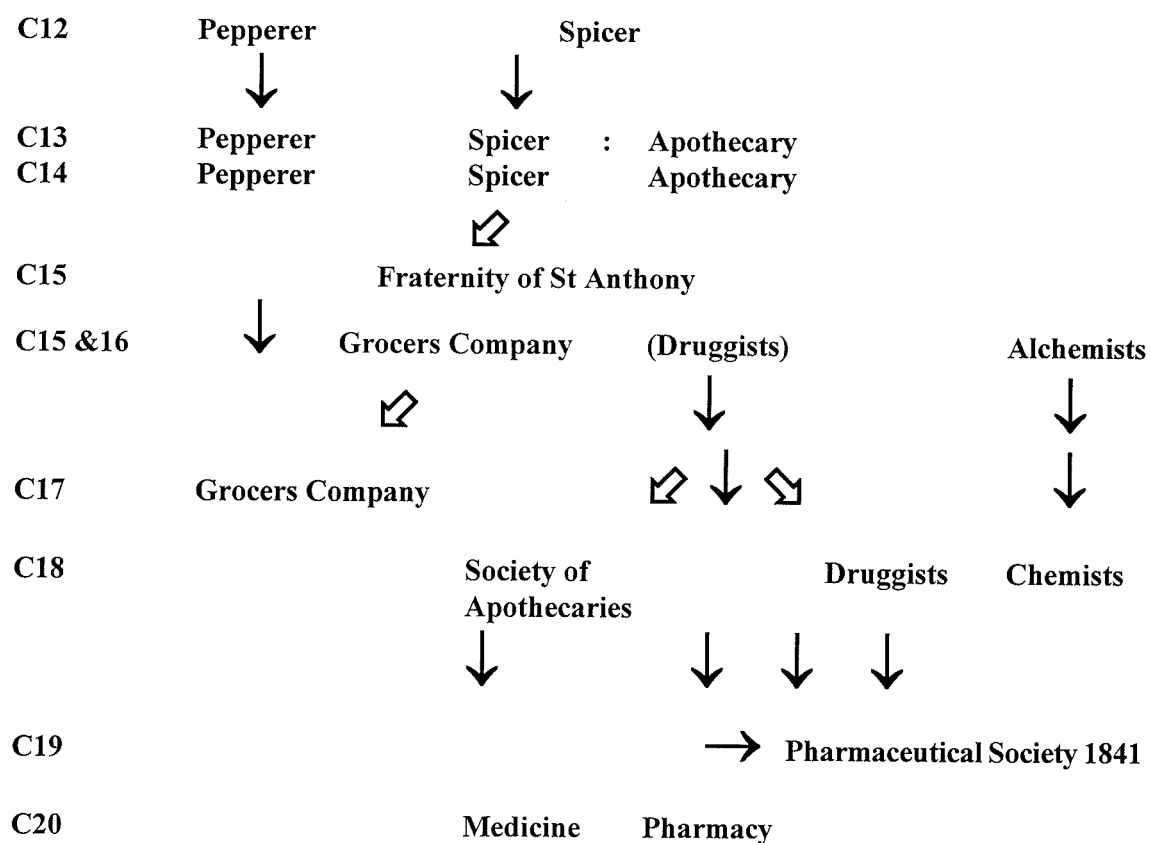 C12 Pepperer Spicer
C13 Pepperer Spicer : Apothecary
C14 Pepperer Spicer Apothecary
C15 Fraternity of St Anthony
C15 &16 Grocers Company (Druggists) Alchemists
C17 Grocers Company
C18 Society of Druggists Chemists
Apothecaries
C19 Pharmaceutical Society 1841
C20 Medicine Pharmacy